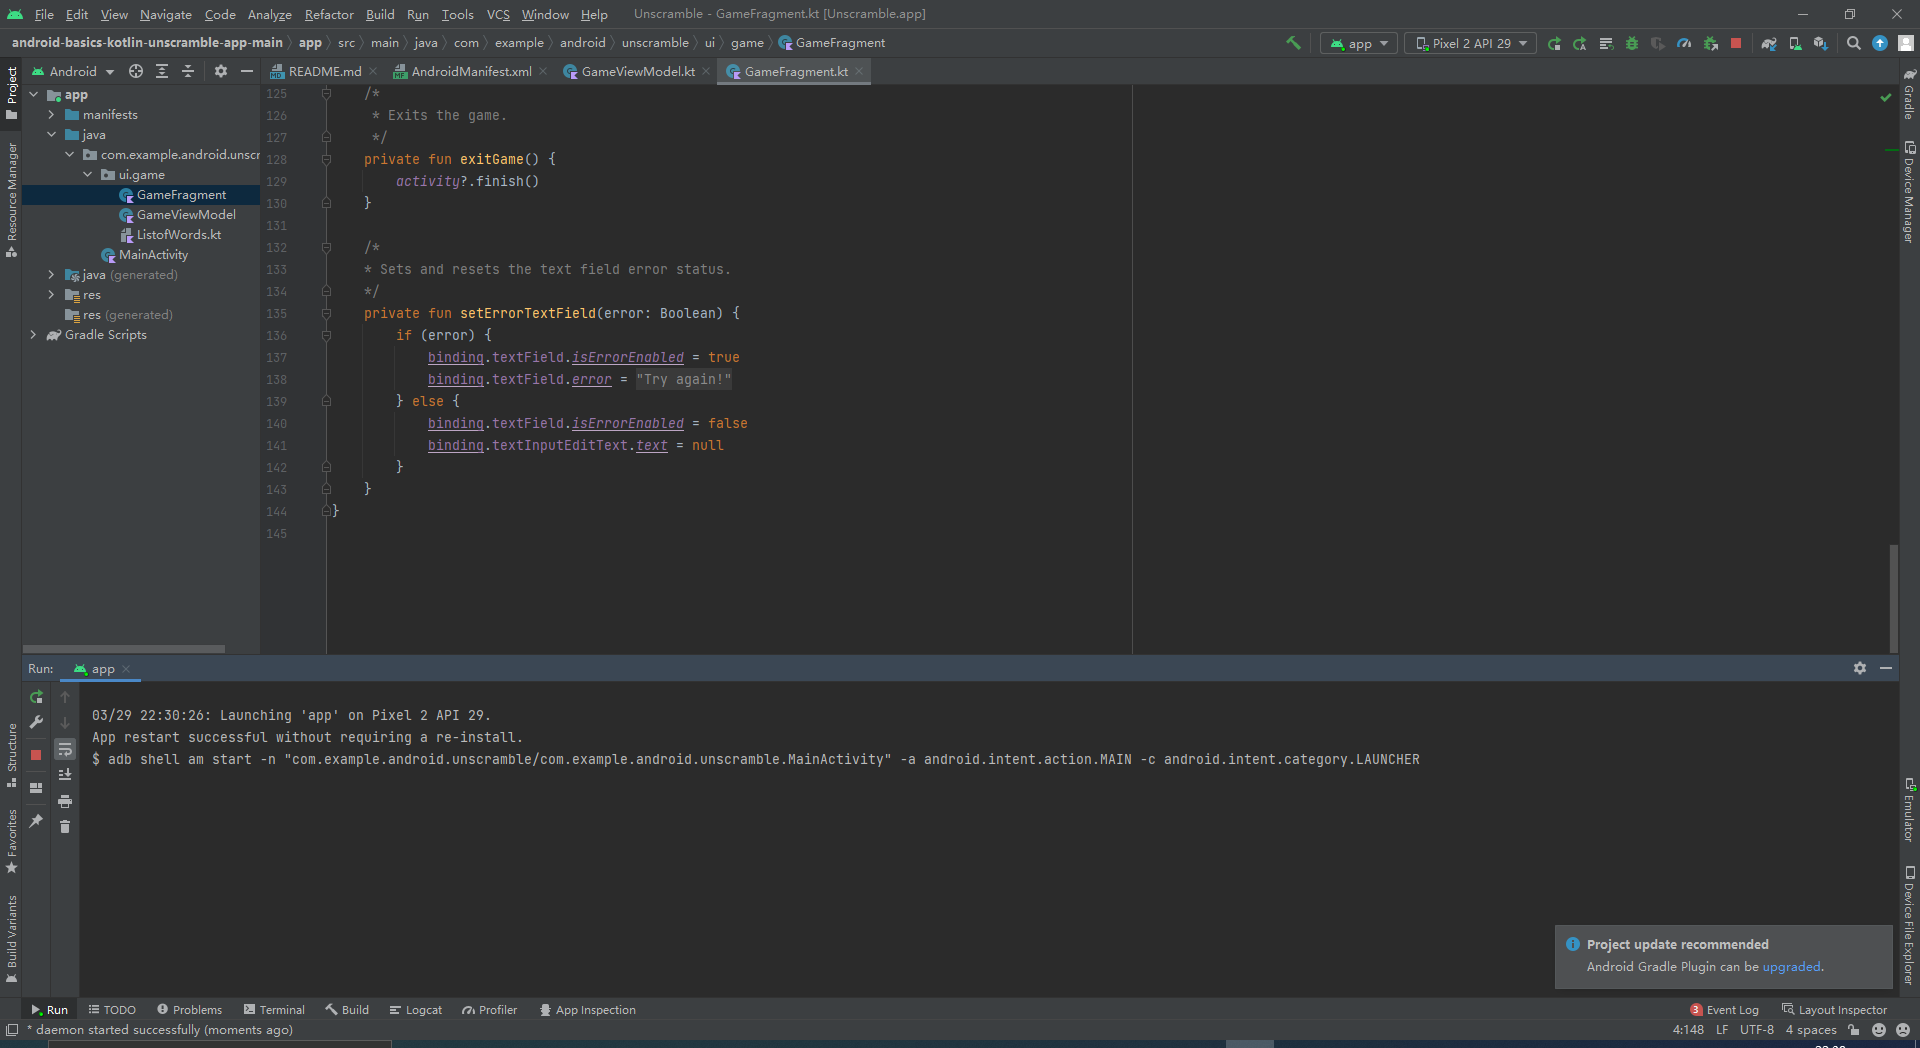 File Edit View Navigate Code Analyze Refactor Build Run Tools VCS Window Help Unscramble - GameFragment.kt [Unscramble.app]
android-basics-kotlin-unscramble-app-main app src main java com example android unscramble ui game GameFragment app Pixel 2 API 29
Android README.md AndroidManifest.xml GameViewModel.kt GameFragment.kt
Project
Resource Manager
Structure
Favorites
Build Variants
app
manifests
java
com.example.android.unscr
ui.game
GameFragment
GameViewModel
ListofWords.kt
MainActivity
java (generated)
res
res (generated)
Gradle Scripts
125 /*
126 * Exits the game.
127 */
128 private fun exitGame() {
129 activity?.finish()
130 }
131
132 /*
133 * Sets and resets the text field error status.
134 */
135 private fun setErrorTextField(error: Boolean) {
136 if (error) {
137 binding.textField.isErrorEnabled = true
138 binding.textField.error = "Try again!"
139 } else {
140 binding.textField.isErrorEnabled = false
141 binding.textInputEditText.text = null
142 }
143 }
144 }
145
Gradle
Device Manager
Emulator
Device File Explorer
Run: app
03/29 22:30:26: Launching 'app' on Pixel 2 API 29.
App restart successful without requiring a re-install.
$ adb shell am start -n "com.example.android.unscramble/com.example.android.unscramble.MainActivity" -a android.intent.action.MAIN -c android.intent.category.LAUNCHER
Project update recommended
Android Gradle Plugin can be upgraded.
Run TODO Problems Terminal Build Logcat Profiler App Inspection 3 Event Log Layout Inspector
* daemon started successfully (moments ago) 4:148 LF UTF-8 4 spaces